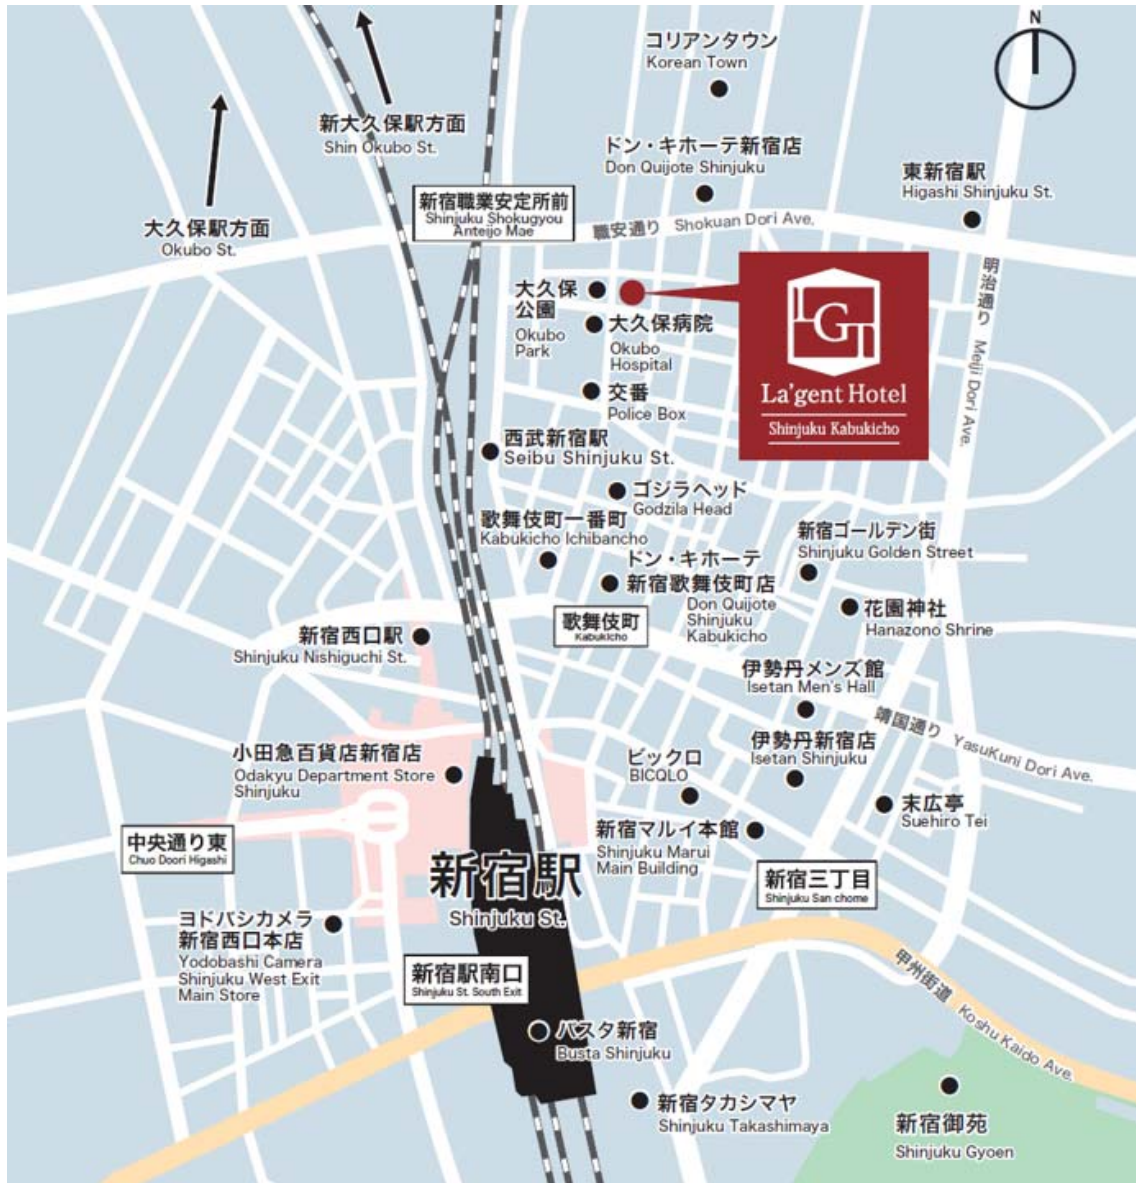 N
コリアンタウン
Korean Town
新大久保駅方面
Shin Okubo St.
ドン・キホーテ新宿店
Don Quijote Shinjuku
東新宿駅
Higashi Shinjuku St.
新宿職業安定所前
Shinjuku Shokugyou
Anteijo Mae
大久保駅方面
Okubo St.
職安通り Shokuan Dori Ave.
明治通り Meiji Dori Ave.
大久保
公園
Okubo
Park
大久保病院
Okubo
Hospital
LGT
La'gent Hotel
Shinjuku Kabukicho
交番
Police Box
西武新宿駅
Seibu Shinjuku St.
ゴジラヘッド
Godzila Head
歌舞伎町一番町
Kabukicho Ichibancho
新宿ゴールデン街
Shinjuku Golden Street
ドン・キホーテ
新宿歌舞伎町店
Don Quijote
Shinjuku
Kabukicho
花園神社
Hanazono Shrine
歌舞伎町
Kabukicho
新宿西口駅
Shinjuku Nishiguchi St.
伊勢丹メンズ館
Isetan Men's Hall
靖国通り YasuKuni Dori Ave.
小田急百貨店新宿店
Odakyu Department Store
Shinjuku
ビックロ
BICQLO
伊勢丹新宿店
Isetan Shinjuku
末広亭
Suehiro Tei
中央通り東
Chuo Doori Higashi
新宿マルイ本館
Shinjuku Marui
Main Building
新宿駅
Shinjuku St.
新宿三丁目
Shinjuku San chome
ヨドバシカメラ
新宿西口本店
Yodobashi Camera
Shinjuku West Exit
Main Store
新宿駅南口
Shinjuku St. South Exit
甲州街道 Koshu Kaido Ave.
バスタ新宿
Busta Shinjuku
新宿タカシマヤ
Shinjuku Takashimaya
新宿御苑
Shinjuku Gyoen